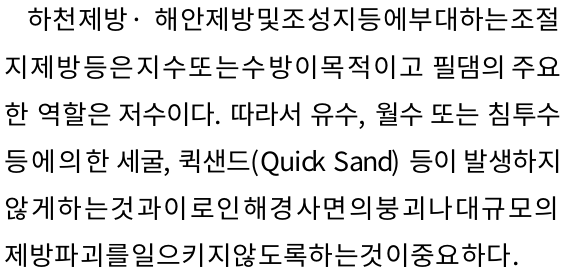 하천제방· 해안제방및조성지등에부대하는조절
지제방등은지수또는수방이목적이고 필댐의 주요
한 역할은 저수이다. 따라서 유수, 월수 또는 침투수
등에의한 세굴, 퀵샌드(Quick Sand) 등이 발생하지
않게하는것과이로인해경사면의붕괴나대규모의
제방파괴를일으키지않도록하는것이중요하다.